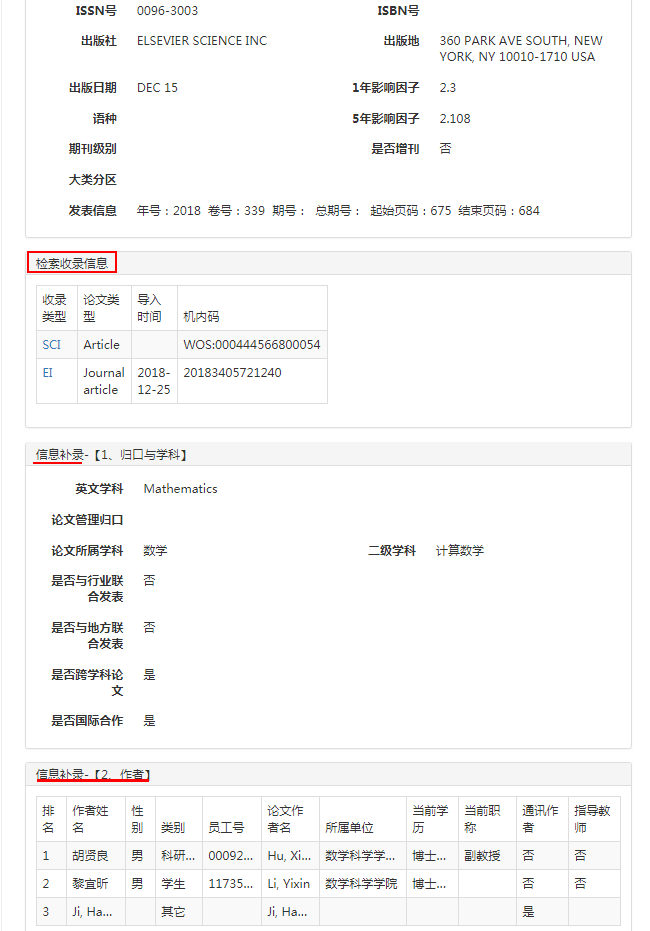 ISSN号 0096-3003 ISBN号
出版社 ELSEVIER SCIENCE INC 出版地 360 PARK AVE SOUTH, NEW
YORK, NY 10010-1710 USA
出版日期 DEC 15 1年影响因子 2.3
语种 5年影响因子 2.108
期刊级别 是否增刊 否
大类分区
发表信息 年号：2018 卷号：339 期号： 总期号： 起始页码：675 结束页码：684
检索收录信息
收录 论文类 导入
类型 型 时间 机内码
SCI Article WOS:000444566800054
EI Journal 2018- 20183405721240
article 12-25
信息补录-【1、归口与学科】
英文学科 Mathematics
论文管理归口
论文所属学科 数学 二级学科 计算数学
是否与行业联 否
合发表
是否与地方联 否
合发表
是否跨学科论 是
文
是否国际合作 是
信息补录-【2、作者】
排 作者姓 性 论文作 当前学 当前职 通讯作 指导教
名 名 别 类别 员工号 者名 所属单位 历 称 者 师
1 胡贤良 男 科研... 00092... Hu, Xi... 数学科学学... 博士... 副教授 否 否
2 黎宜昕 男 学生 11735... Li, Yixin 数学科学学院 博士... 否 否
3 Ji, Ha... 其它 Ji, Ha... 是